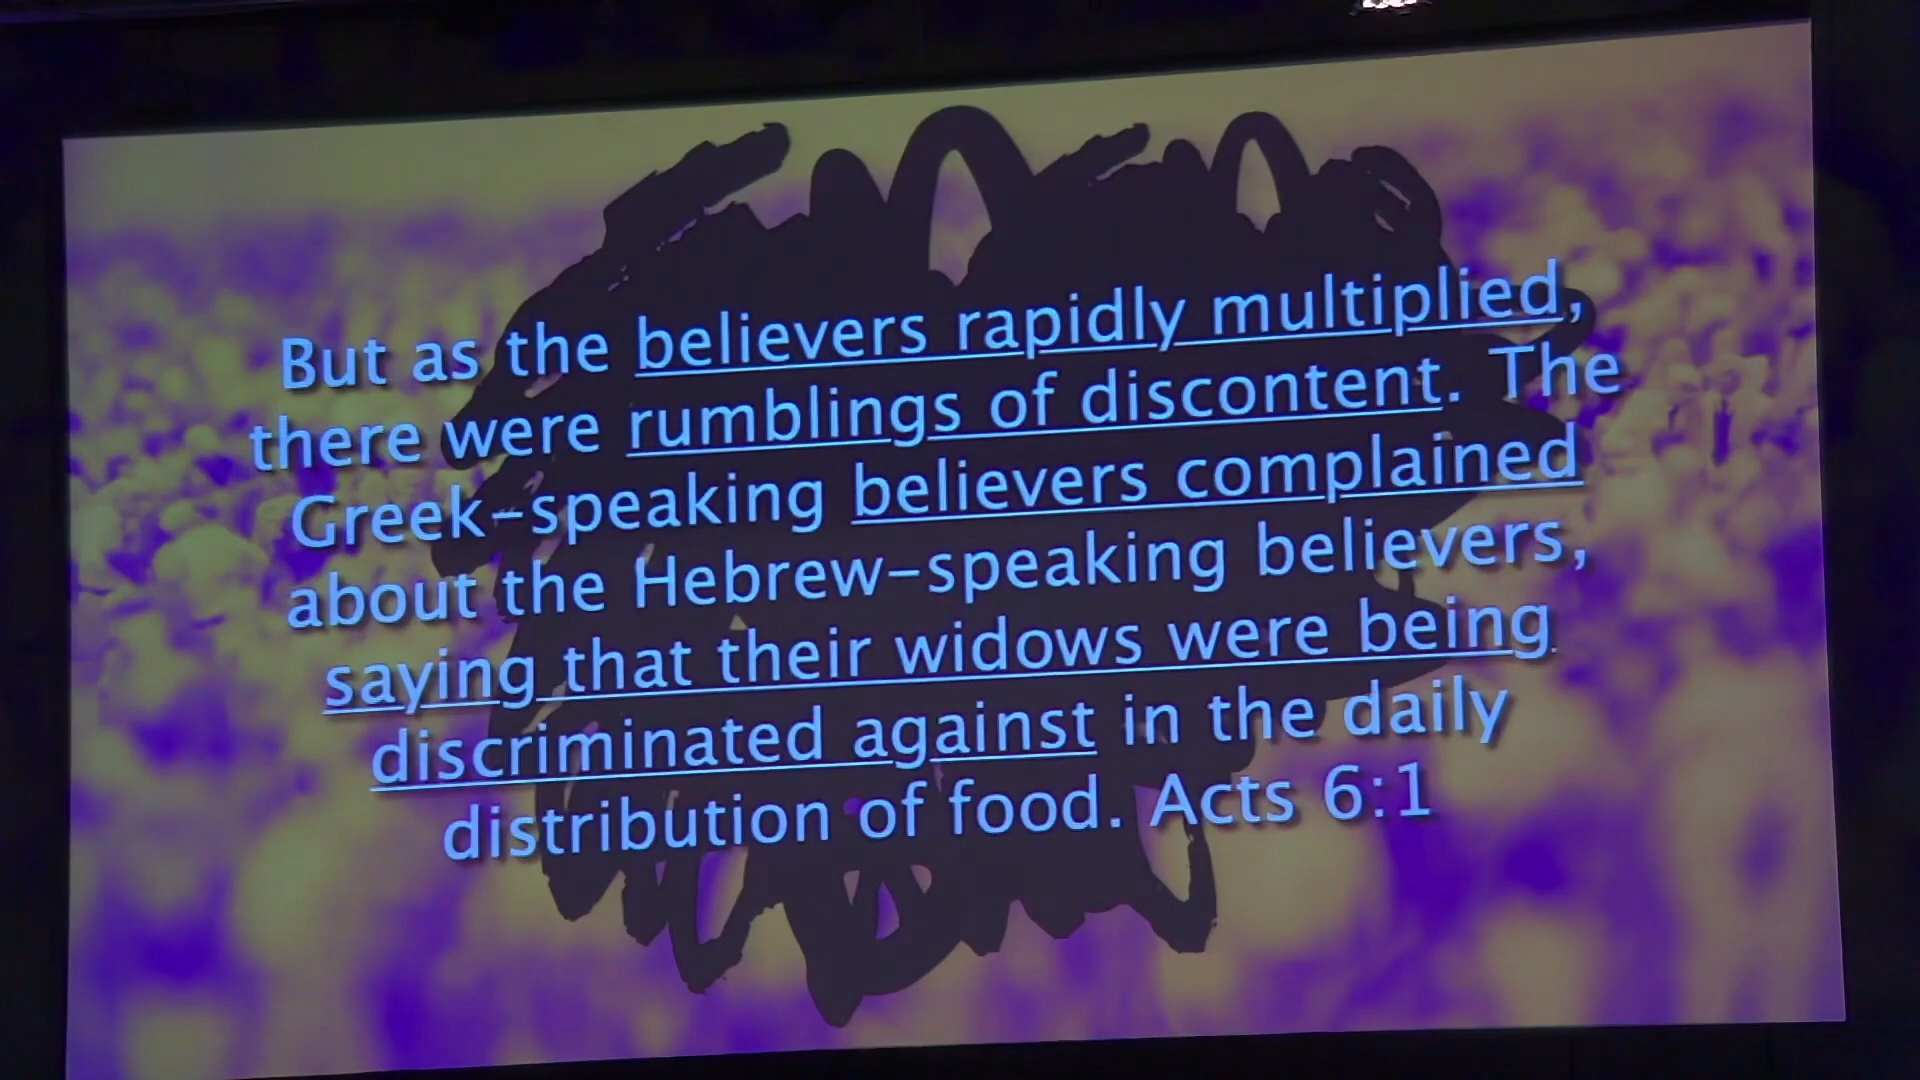 But as the believers rapidly multiplied,
there were rumblings of discontent. The
Greek-speaking believers complained
about the Hebrew-speaking believers,
saying that their widows were being
discriminated against in the daily
distribution of food. Acts 6:1